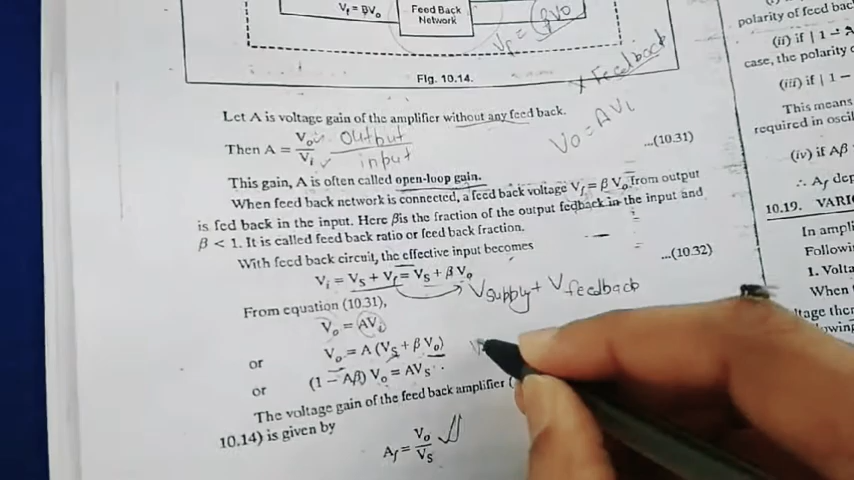 Vf = βVo
Feed Back
Network
Vf = βVo
Fig. 10.14.
x Feedback
Let A is voltage gain of the amplifier without any feed back.
Then A = Vo/Vi
Output
input
Vo = AVi
...(10.31)
This gain, A is often called open-loop gain.
When feed back network is connected, a feed back voltage Vf = β Vo from output
is fed back in the input. Here β is the fraction of the output fedback in the input and
β < 1. It is called feed back ratio or feed back fraction.
With feed back circuit, the effective input becomes
Vi = VS + Vf = VS + β Vo
...(10.32)
Vsupply + Vfeedback
From equation (10.31),
Vo = AVi
or Vo = A (VS + β Vo)
or (1 – Aβ) Vo = AVS
The voltage gain of the feed back amplifier (
10.14) is given by
Af = Vo/VS
polarity of feed bac
(ii) if | 1 – A
case, the polarity o
(iii) if | 1 –
This means
required in oscil
(iv) if Aβ
∴ Af dep
10.19. VARI
In ampli
Following
1. Volta
When
ltage the
lowing